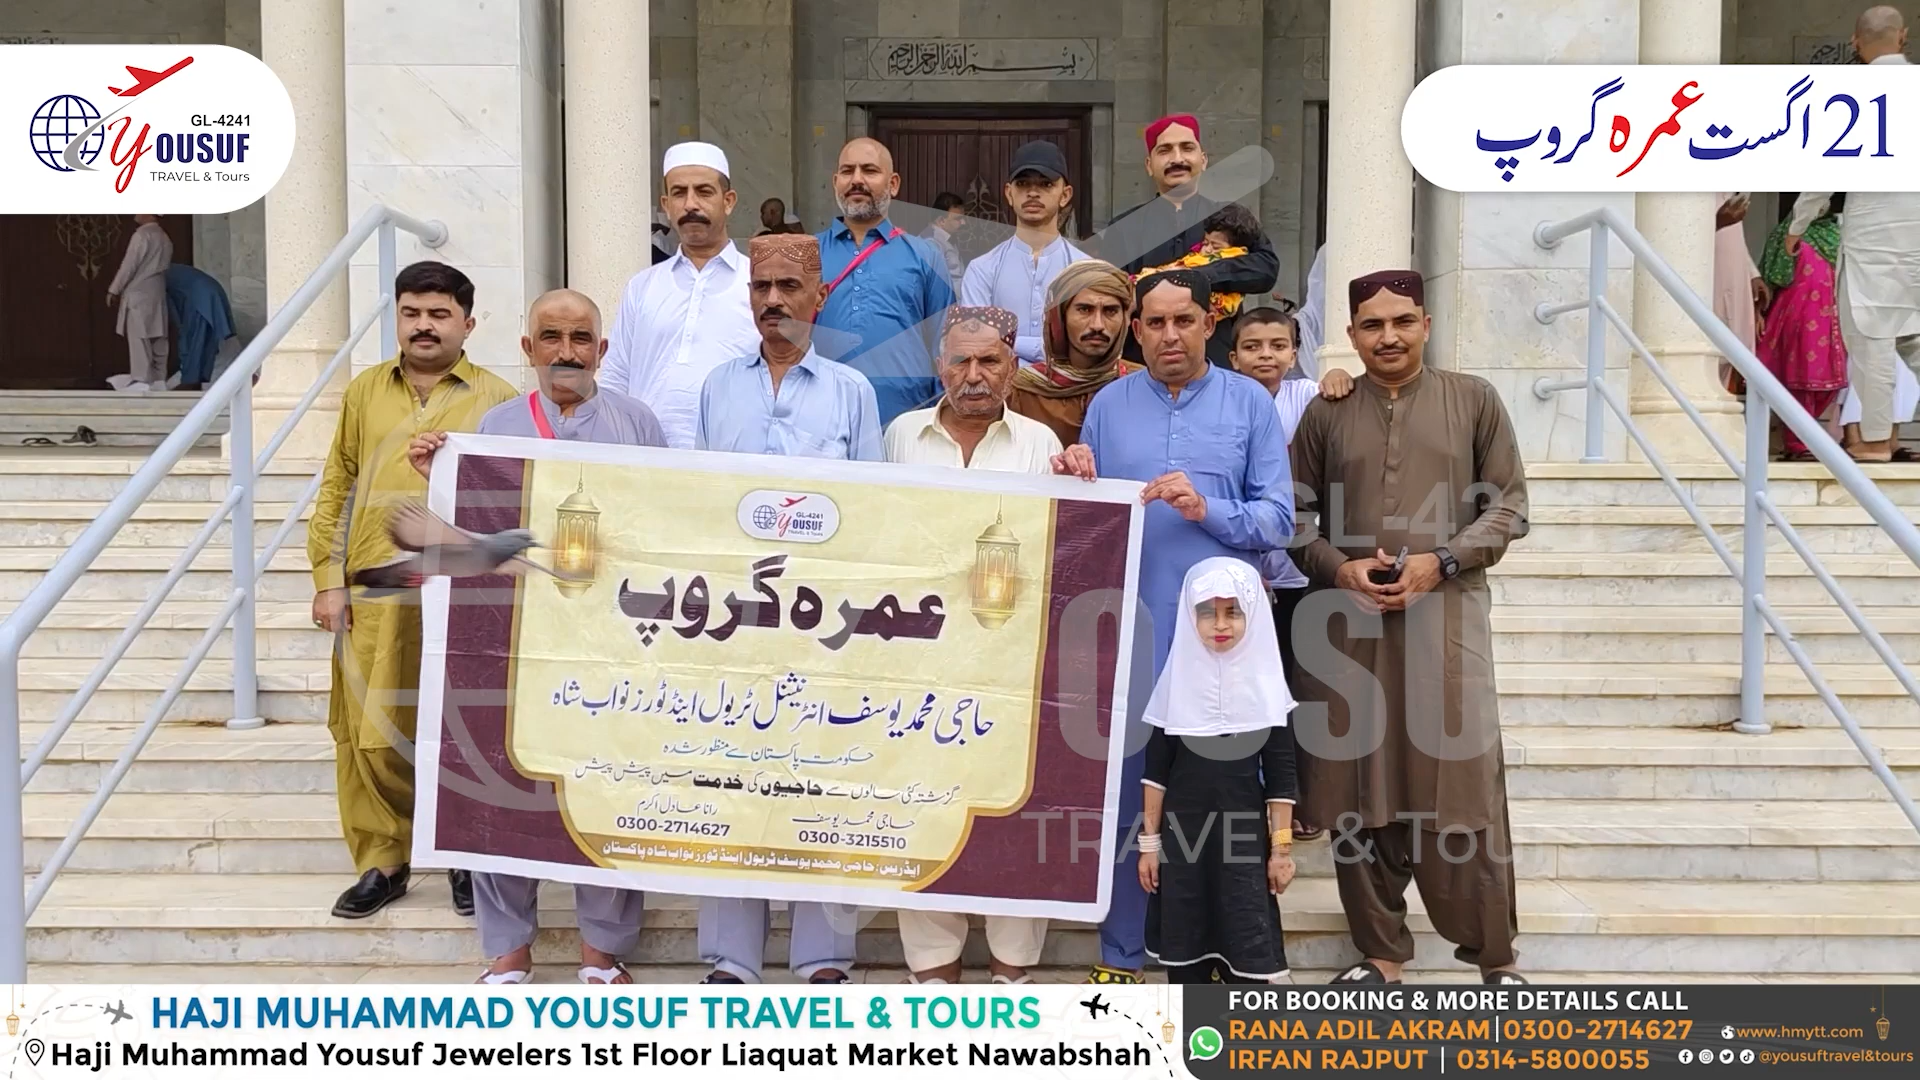 GL-4241
YOUSUF
TRAVEL & Tours
21 اگست عمرہ گروپ
بسم الله الرحمن الرحيم
GL-4241
YOUSUF
TRAVEL & Tours
عمرہ گروپ
حاجی محمد یوسف انٹرنیشنل ٹریول اینڈ ٹورز نواب شاہ
حکومت پاکستان سے منظور شدہ
گزشتہ کئی سالوں سے حاجیوں کی خدمت میں پیش پیش
حاجی محمد یوسف
0300-3215510
رانا عادل اکرم
0300-2714627
ایڈریس: حاجی محمد یوسف ٹریول اینڈ ٹورز نواب شاہ پاکستان
GL-424
OUSU
TRAVEL & Tou
HAJI MUHAMMAD YOUSUF TRAVEL & TOURS
Haji Muhammad Yousuf Jewelers 1st Floor Liaquat Market Nawabshah
FOR BOOKING & MORE DETAILS CALL
RANA ADIL AKRAM | 0300-2714627
IRFAN RAJPUT | 0314-5800055
www.hmytt.com
@yousuftravel&tours